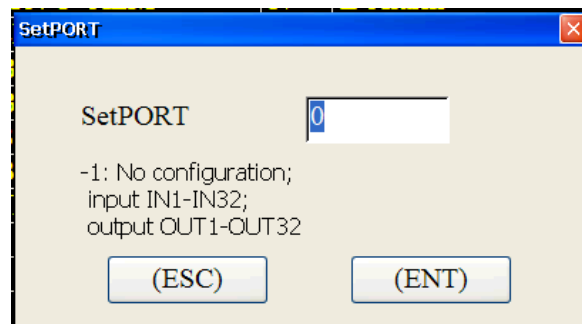 SetPORT
SetPORT 0
-1: No configuration;
input IN1-IN32;
output OUT1-OUT32
(ESC) (ENT)